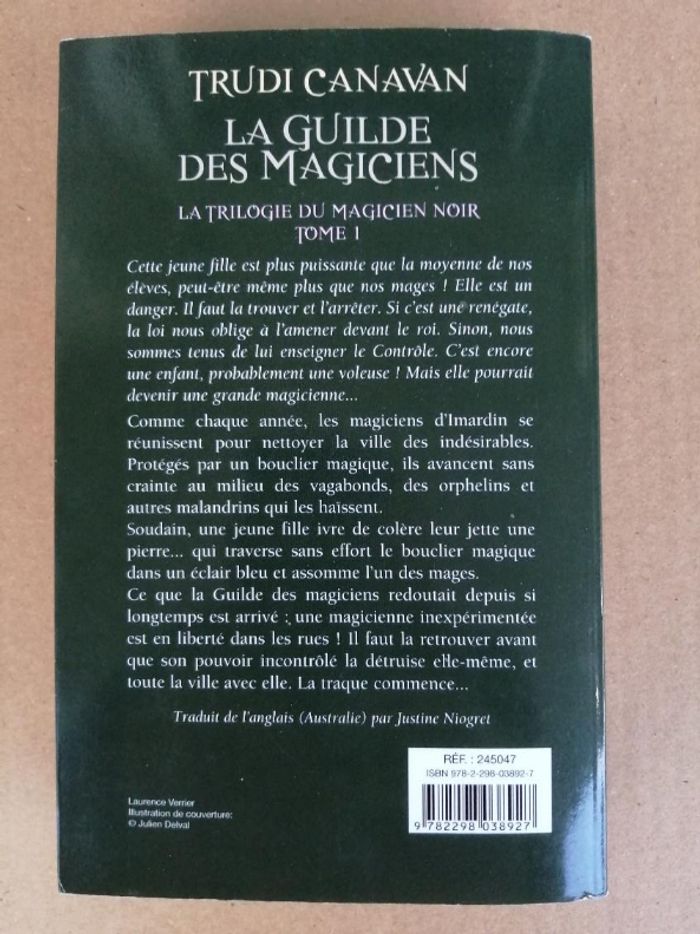 TRUDI CANAVAN
LA GUILDE
DES MAGICIENS
LA TRILOGIE DU MAGICIEN NOIR
TOME 1
Cette jeune fille est plus puissante que la moyenne de nos
élèves, peut-être même plus que nos mages ! Elle est un
danger. Il faut la trouver et l'arrêter. Si c'est une renégate,
la loi nous oblige à l'amener devant le roi. Sinon, nous
sommes tenus de lui enseigner le Contrôle. C'est encore
une enfant, probablement une voleuse ! Mais elle pourrait
devenir une grande magicienne...
Comme chaque année, les magiciens d'Imardin se
réunissent pour nettoyer la ville des indésirables.
Protégés par un bouclier magique, ils avancent sans
crainte au milieu des vagabonds, des orphelins et
autres malandrins qui les haïssent.
Soudain, une jeune fille ivre de colère leur jette une
pierre... qui traverse sans effort le bouclier magique
dans un éclair bleu et assomme l'un des mages.
Ce que la Guilde des magiciens redoutait depuis si
longtemps est arrivé : une magicienne inexpérimentée
est en liberté dans les rues ! Il faut la retrouver avant
que son pouvoir incontrôlé la détruise elle-même, et
toute la ville avec elle. La traque commence...
Traduit de l'anglais (Australie) par Justine Niogret
RÉF. : 245047
ISBN 978-2-298-03892-7
9 782298 038927
Laurence Verrier
Illustration de couverture:
© Julien Delval